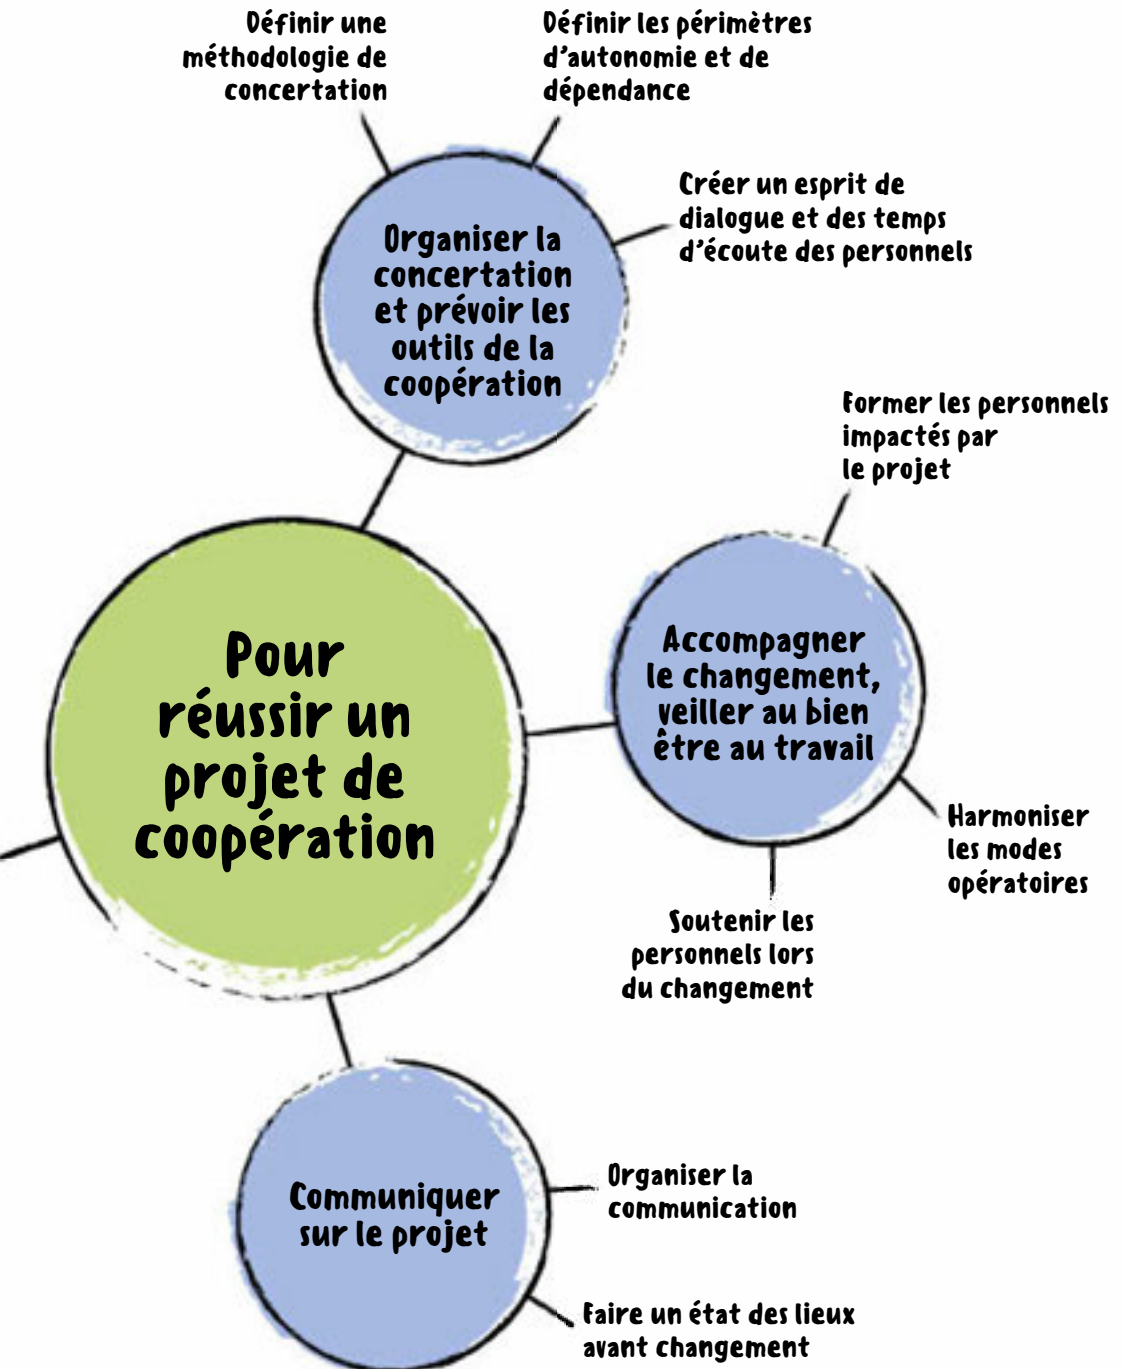 Définir une
méthodologie de
concertation
Définir les périmètres
d'autonomie et de
dépendance
Créer un esprit de
dialogue et des temps
d'écoute des personnels
Organiser la
concertation
et prévoir les
outils de la
coopération
Former les personnels
impactés par
le projet
Pour
réussir un
projet de
coopération
Accompagner
le changement,
veiller au bien
être au travail
Harmoniser
les modes
opératoires
Soutenir les
personnels lors
du changement
Communiquer
sur le projet
Organiser la
communication
Faire un état des lieux
avant changement